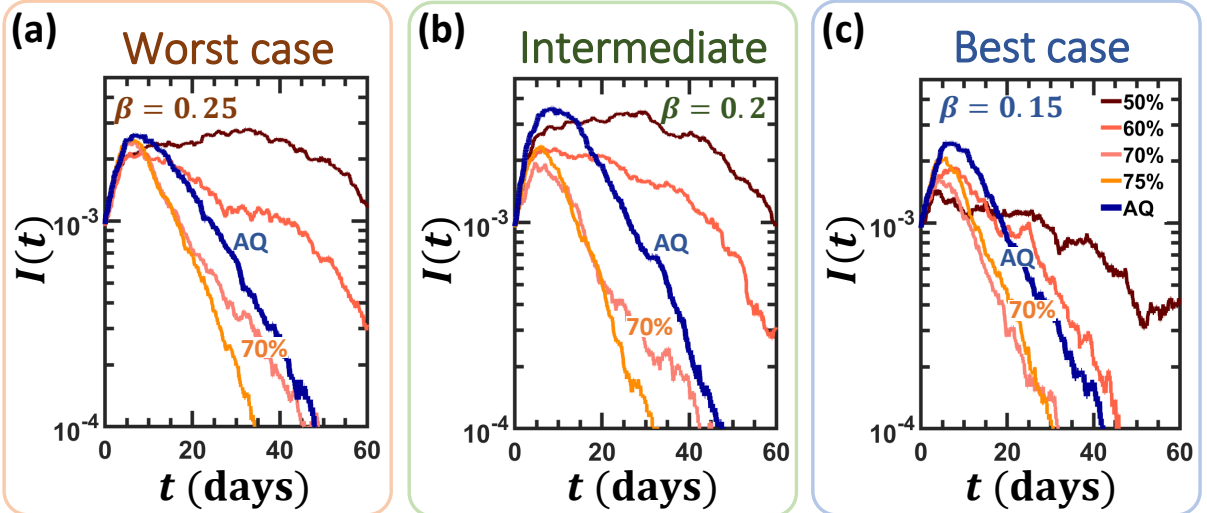 (a)
Worst case
β = 0.25
I(t)
10⁻³
10⁻⁴
AQ
70%
0 20 40 60
t (days)
(b)
Intermediate
β = 0.2
I(t)
10⁻³
10⁻⁴
AQ
70%
0 20 40 60
t (days)
(c)
Best case
β = 0.15
50%
60%
70%
75%
AQ
I(t)
10⁻³
10⁻⁴
AQ
70%
0 20 40 60
t (days)